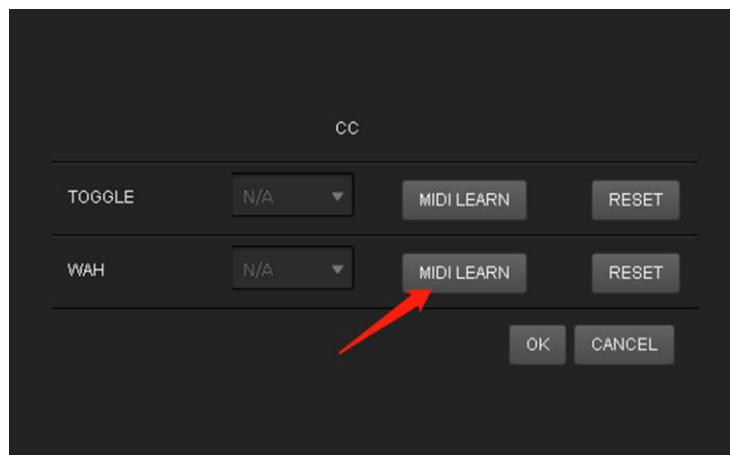 CC
TOGGLE N/A MIDI LEARN RESET
WAH N/A MIDI LEARN RESET
OK CANCEL